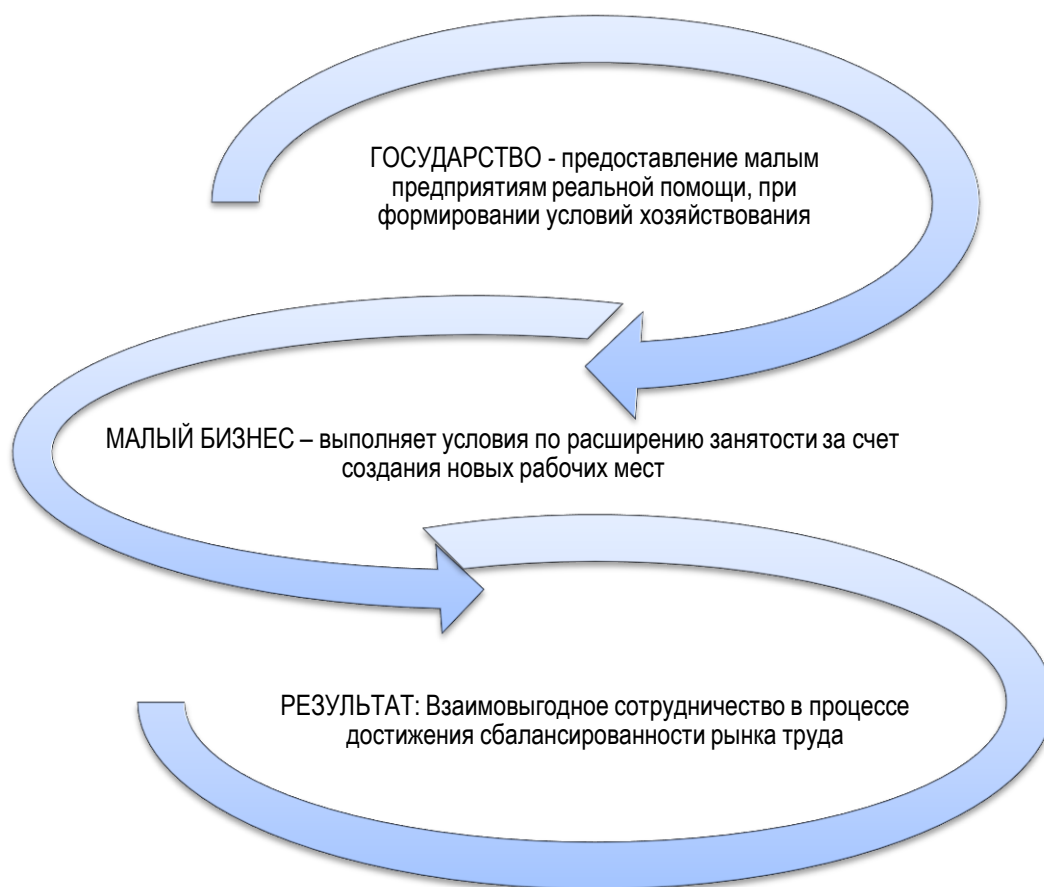 ГОСУДАРСТВО - предоставление малым
предприятиям реальной помощи, при
формировании условий хозяйствования
МАЛЫЙ БИЗНЕС – выполняет условия по расширению занятости за счет
создания новых рабочих мест
РЕЗУЛЬТАТ: Взаимовыгодное сотрудничество в процессе
достижения сбалансированности рынка труда